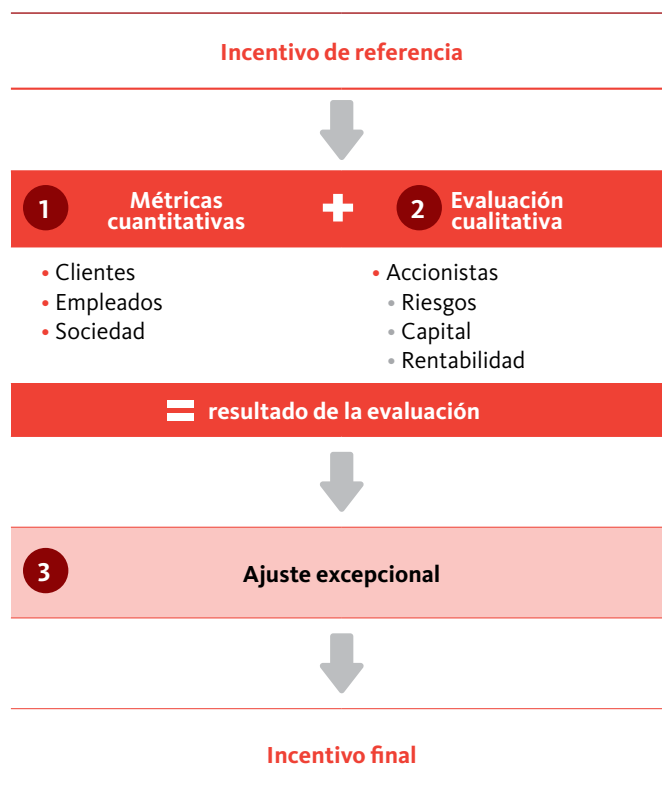 Incentivo de referencia
1 Métricas cuantitativas + 2 Evaluación cualitativa
• Clientes
• Empleados
• Sociedad
• Accionistas
• Riesgos
• Capital
• Rentabilidad
= resultado de la evaluación
3 Ajuste excepcional
Incentivo final